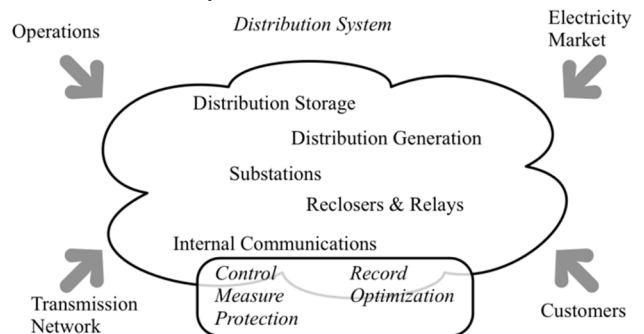 Operations
Distribution System
Electricity
Market
Distribution Storage
Distribution Generation
Substations
Reclosers & Relays
Internal Communications
Control Record
Measure Optimization
Protection
Transmission
Network
Customers